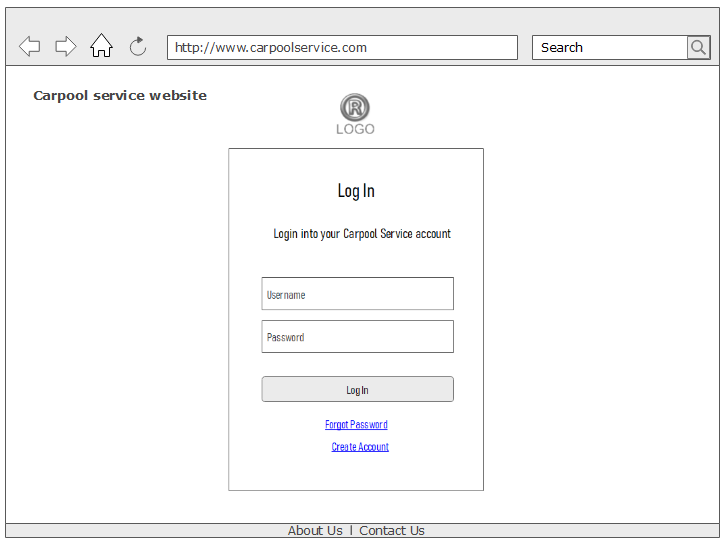 http://www.carpoolservice.com
Search
Carpool service website
R
LOGO
Log In
Login into your Carpool Service account
Username
Password
Log In
Forgot Password
Create Account
About Us | Contact Us